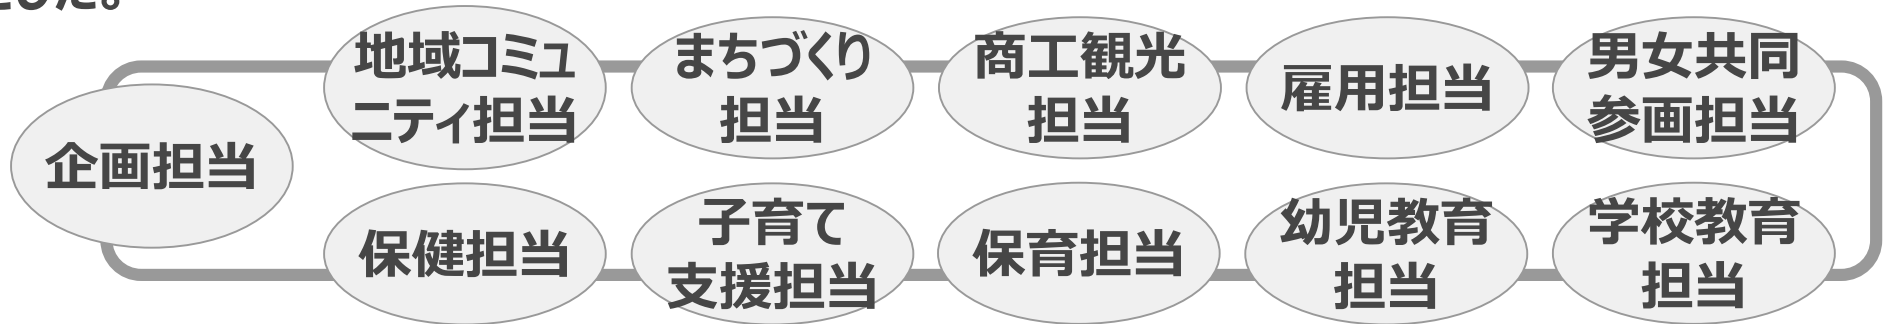 した。
地域コミュ
ニティ担当
まちづくり
担当
商工観光
担当
雇用担当
男女共同
参画担当
企画担当
保健担当
子育て
支援担当
保育担当
幼児教育
担当
学校教育
担当